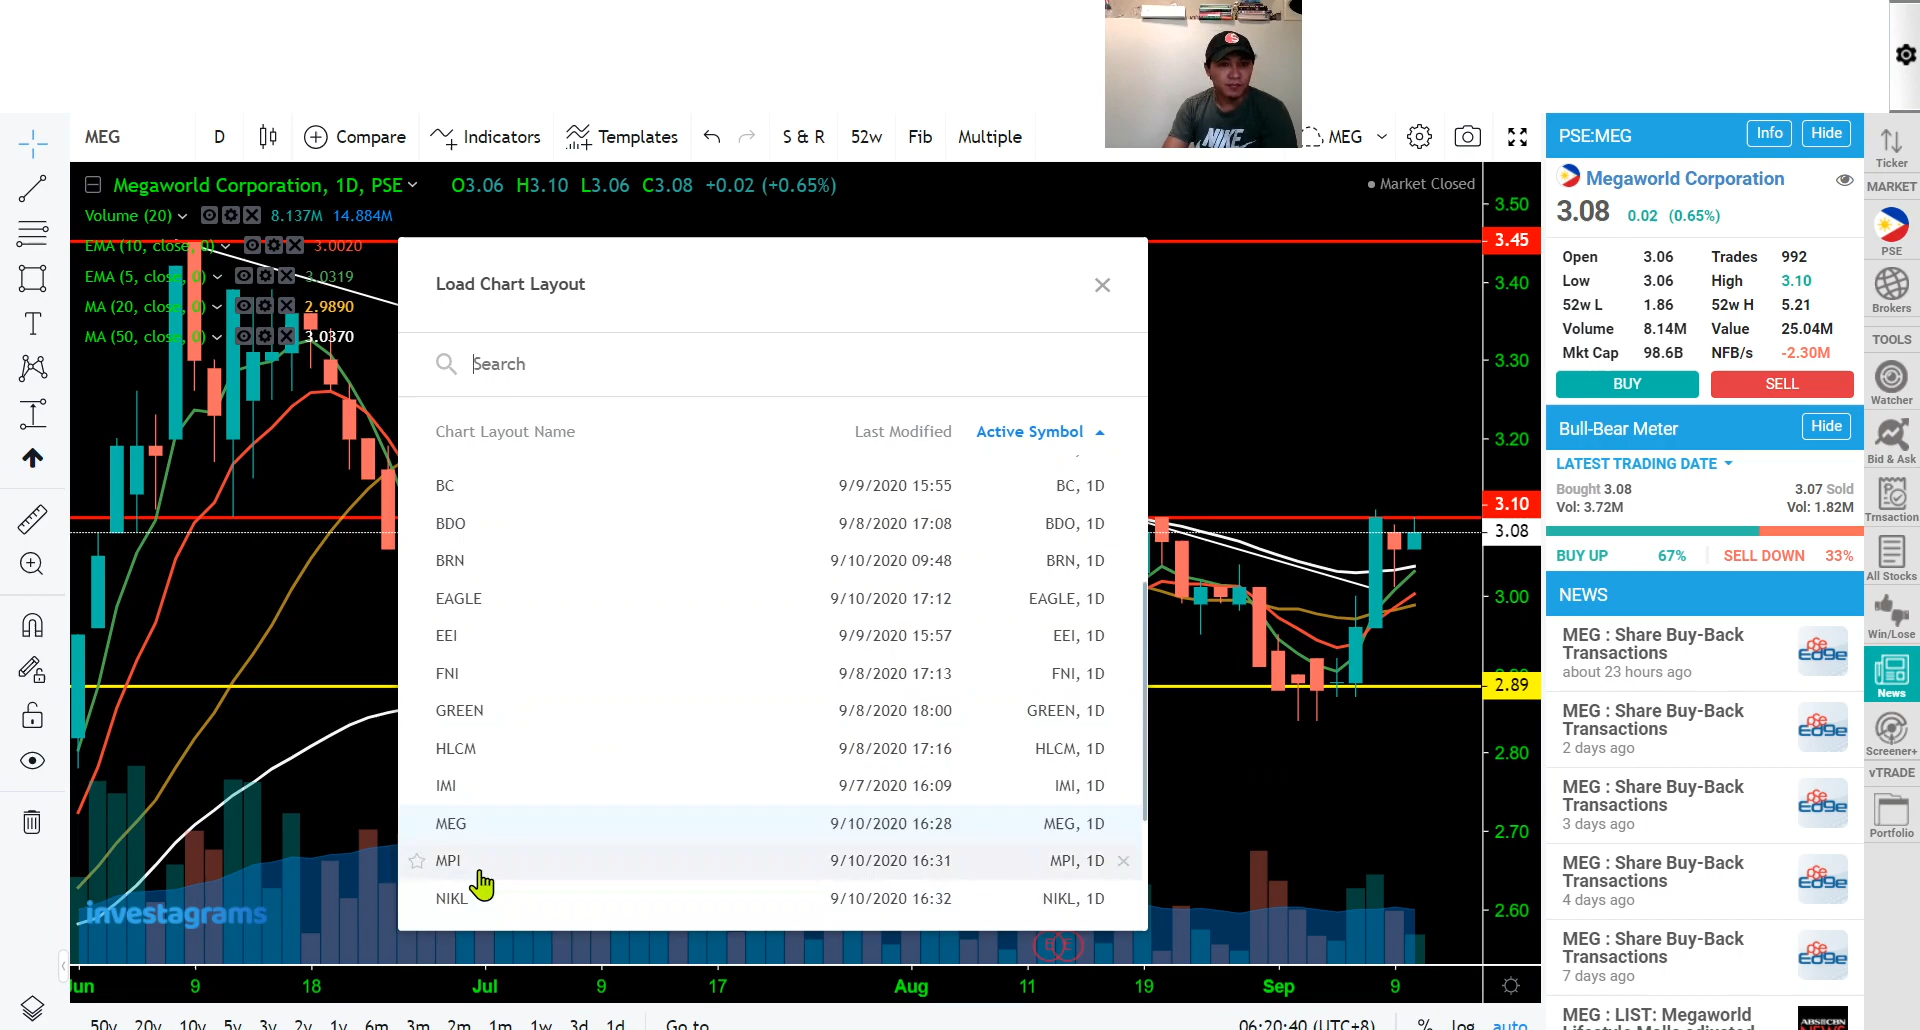 NIKE
MEG
D
Compare
Indicators
Templates
S & R
52w
Fib
Multiple
MEG
Megaworld Corporation, 1D, PSE
O3.06 H3.10 L3.06 C3.08 +0.02 (+0.65%)
Market Closed
Volume (20)
8.137M 14.884M
EMA (10, close, 0)
3.0020
EMA (5, close, 0)
3.0319
MA (20, close, 0)
2.9890
MA (50, close, 0)
3.0370
Load Chart Layout
Search
Chart Layout Name
Last Modified
Active Symbol
BC 9/9/2020 15:55 BC, 1D
BDO 9/8/2020 17:08 BDO, 1D
BRN 9/10/2020 09:48 BRN, 1D
EAGLE 9/10/2020 17:12 EAGLE, 1D
EEI 9/9/2020 15:57 EEI, 1D
FNI 9/8/2020 17:13 FNI, 1D
GREEN 9/8/2020 18:00 GREEN, 1D
HLCM 9/8/2020 17:16 HLCM, 1D
IMI 9/7/2020 16:09 IMI, 1D
MEG 9/10/2020 16:28 MEG, 1D
MPI 9/10/2020 16:31 MPI, 1D
NIKL 9/10/2020 16:32 NIKL, 1D
investagrams
E E
3.50
3.45
3.40
3.30
3.20
3.10
3.08
3.00
2.89
2.80
2.70
2.60
Jun 9 18 Jul 9 17 Aug 11 19 Sep 9
50y 20y 10y 5y 3y 2y 1y 6m 3m 2m 1m 1w 3d 1d Go to
06:20:40 (UTC+8) % log auto
PSE:MEG
Info
Hide
Megaworld Corporation
3.08 0.02 (0.65%)
Open 3.06 Trades 992
Low 3.06 High 3.10
52w L 1.86 52w H 5.21
Volume 8.14M Value 25.04M
Mkt Cap 98.6B NFB/s -2.30M
BUY
SELL
Bull-Bear Meter
Hide
LATEST TRADING DATE
Bought 3.08 3.07 Sold
Vol: 3.72M Vol: 1.82M
BUY UP 67% SELL DOWN 33%
NEWS
MEG : Share Buy-Back
Transactions
about 23 hours ago
PSE Edge
MEG : Share Buy-Back
Transactions
2 days ago
PSE Edge
MEG : Share Buy-Back
Transactions
3 days ago
PSE Edge
MEG : Share Buy-Back
Transactions
4 days ago
PSE Edge
MEG : Share Buy-Back
Transactions
7 days ago
PSE Edge
MEG : LIST: Megaworld
Lifestyle Malls adjusted
ABS-CBN
NEWS
Ticker
MARKET
PSE
Brokers
TOOLS
Watcher
Bid & Ask
Trnsaction
All Stocks
Win/Lose
News
Screener+
vTRADE
Portfolio